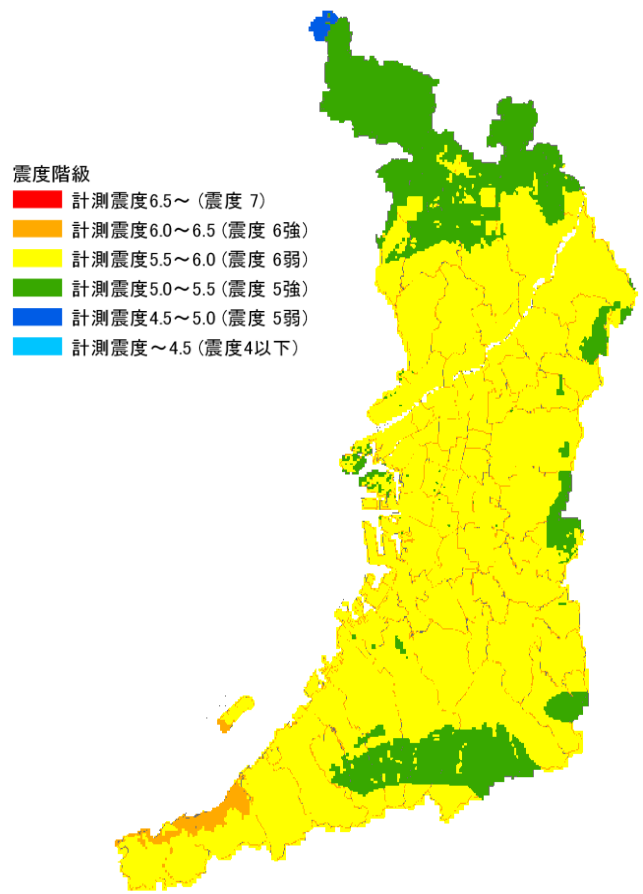 震度階級
計測震度6.5～ (震度 7)
計測震度6.0～6.5 (震度 6強)
計測震度5.5～6.0 (震度 6弱)
計測震度5.0～5.5 (震度 5強)
計測震度4.5～5.0 (震度 5弱)
計測震度～4.5 (震度4以下)